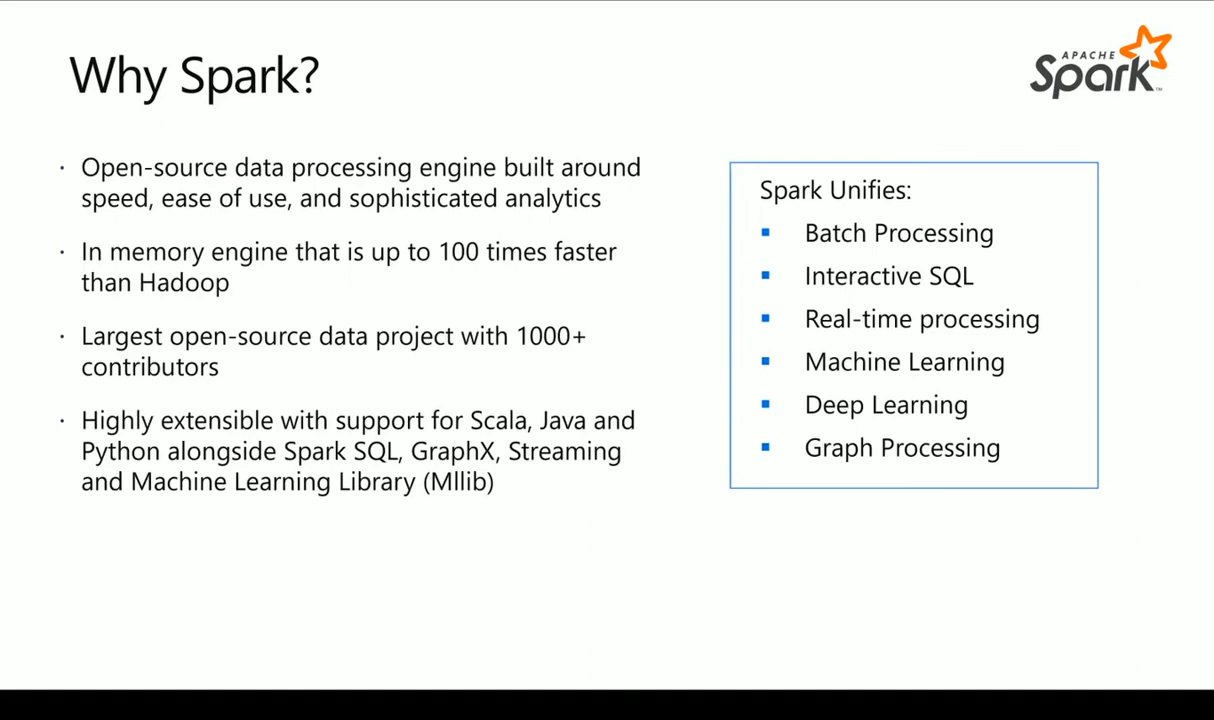 Why Spark?
APACHE
Spark™
· Open-source data processing engine built around
speed, ease of use, and sophisticated analytics
· In memory engine that is up to 100 times faster
than Hadoop
· Largest open-source data project with 1000+
contributors
· Highly extensible with support for Scala, Java and
Python alongside Spark SQL, GraphX, Streaming
and Machine Learning Library (Mllib)
Spark Unifies:
▪ Batch Processing
▪ Interactive SQL
▪ Real-time processing
▪ Machine Learning
▪ Deep Learning
▪ Graph Processing